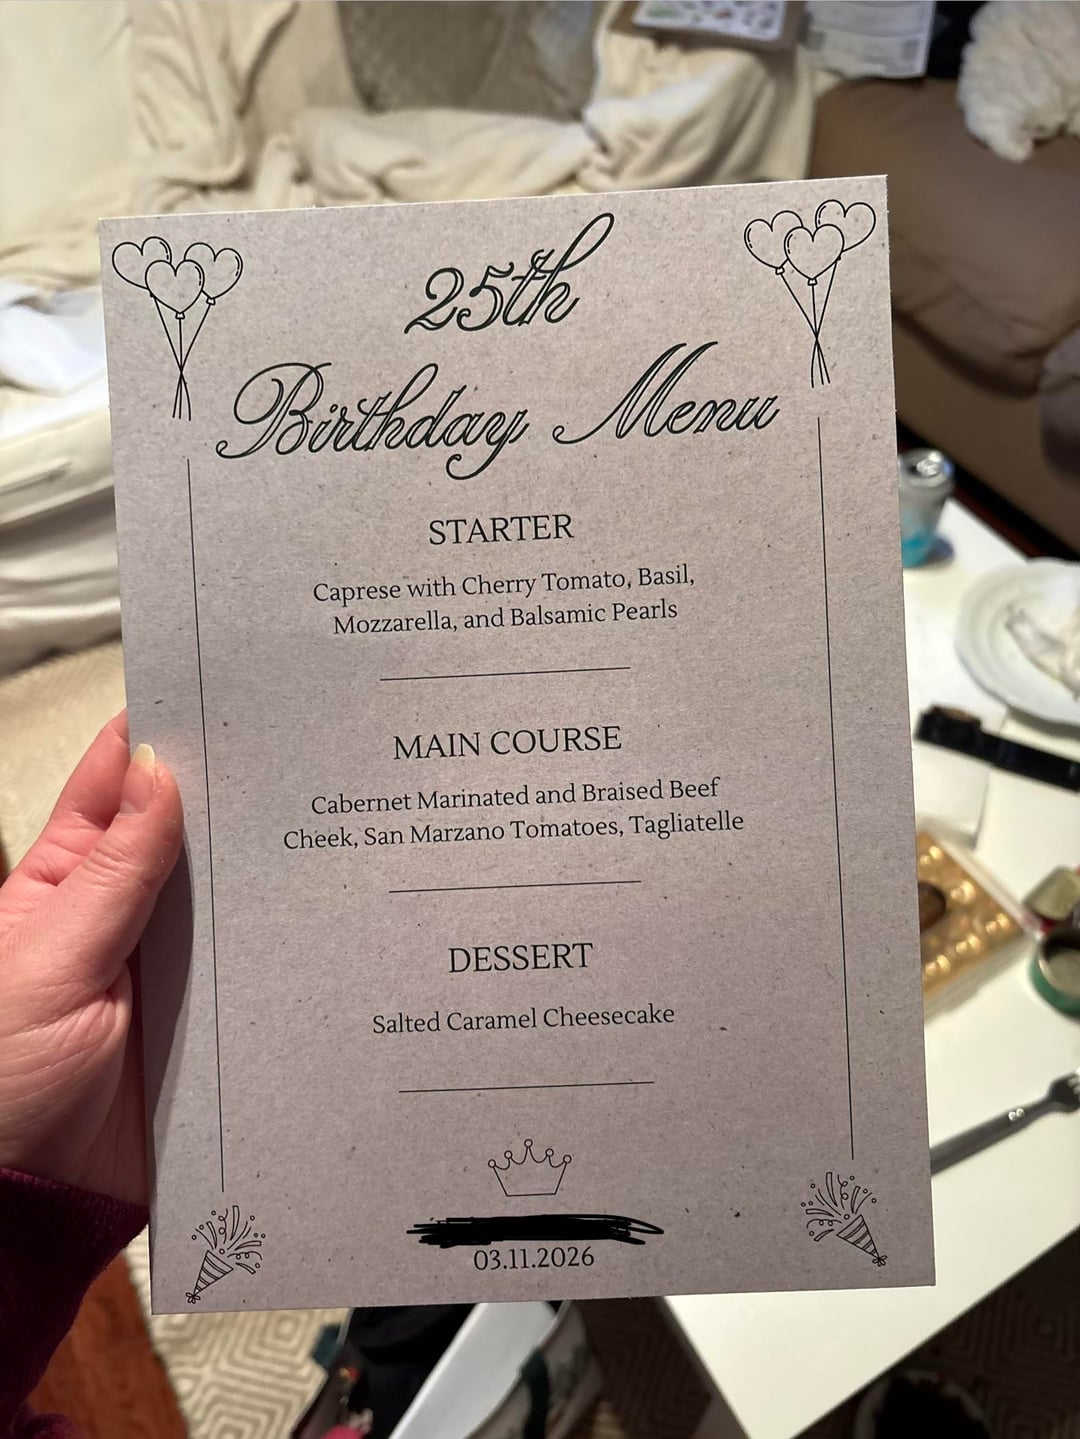 25th
Birthday Menu
STARTER
Caprese with Cherry Tomato, Basil,
Mozzarella, and Balsamic Pearls
MAIN COURSE
Cabernet Marinated and Braised Beef
Cheek, San Marzano Tomatoes, Tagliatelle
DESSERT
Salted Caramel Cheesecake
03.11.2026